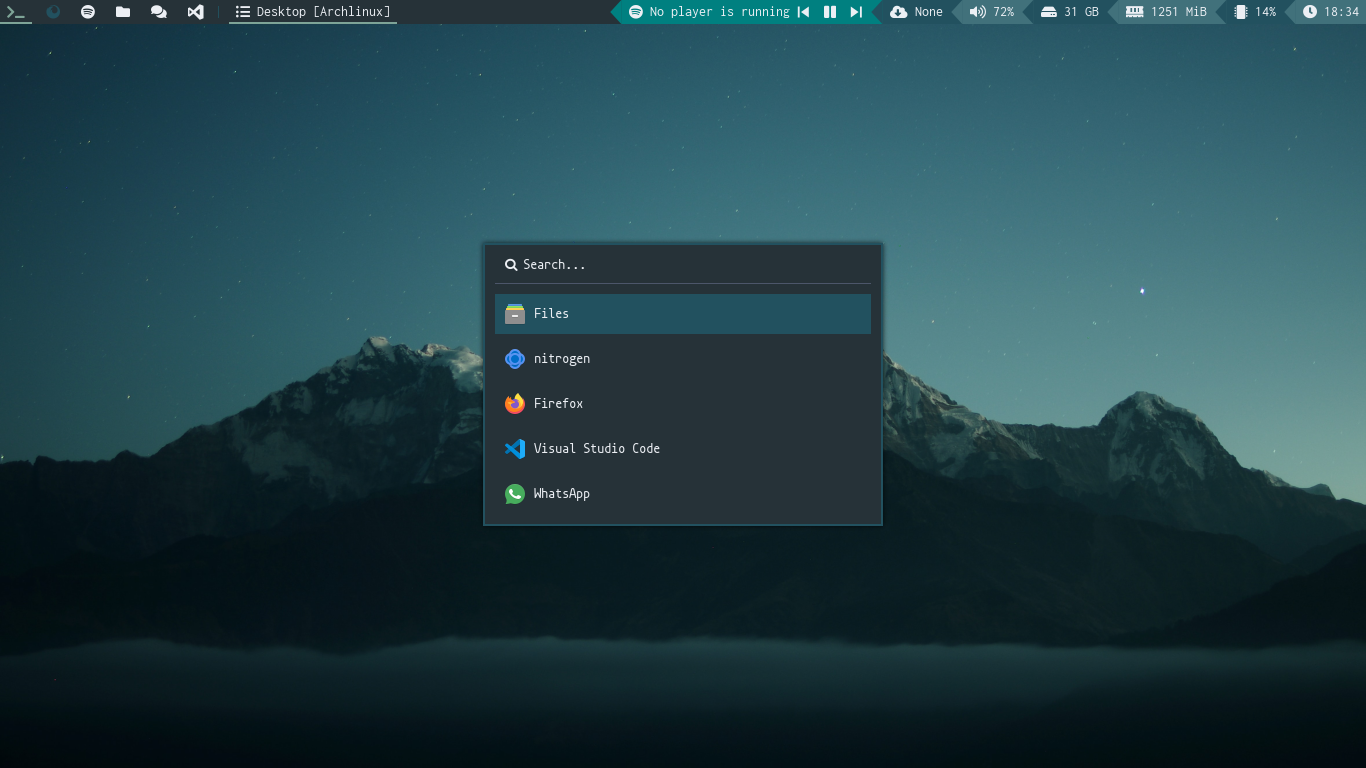 Desktop [Archlinux]
No player is running
None
72%
31 GB
1251 MiB
14%
18:34
Search...
Files
nitrogen
Firefox
Visual Studio Code
WhatsApp